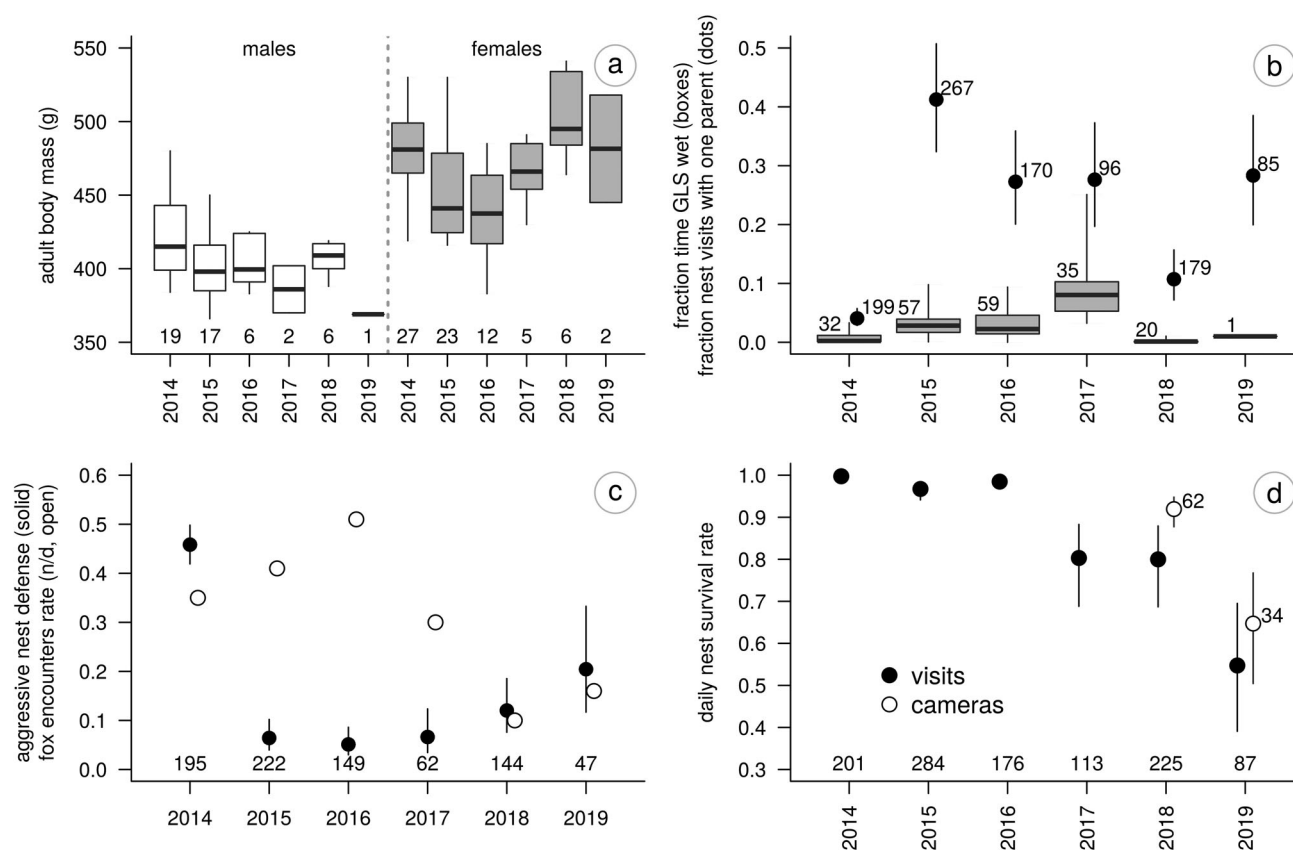 males
females
a
adult body mass (g)
550
500
450
400
350
19 17 6 2 6 1 27 23 12 5 6 2
2014 2015 2016 2017 2018 2019 2014 2015 2016 2017 2018 2019
b
fraction time GLS wet (boxes)
fraction nest visits with one parent (dots)
0.5
0.4
0.3
0.2
0.1
0.0
267
170
96
85
199
179
32
57
59
35
20
1
2014 2015 2016 2017 2018 2019
c
aggressive nest defense (solid)
fox encounters rate (n/d, open)
0.6
0.5
0.4
0.3
0.2
0.1
0.0
195 222 149 62 144 47
2014 2015 2016 2017 2018 2019
d
daily nest survival rate
1.0
0.9
0.8
0.7
0.6
0.5
0.4
0.3
62
34
visits
cameras
201 284 176 113 225 87
2014 2015 2016 2017 2018 2019